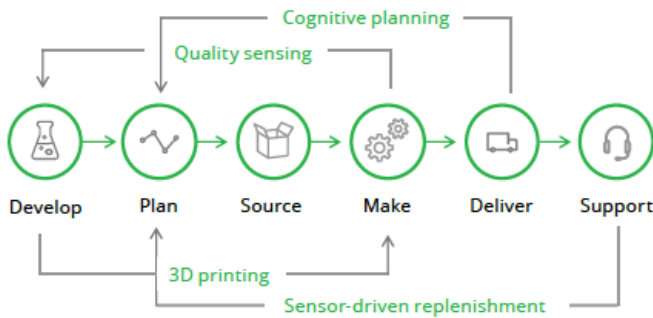 Cognitive planning
Quality sensing
Develop
Plan
Source
Make
Deliver
Support
3D printing
Sensor-driven replenishment